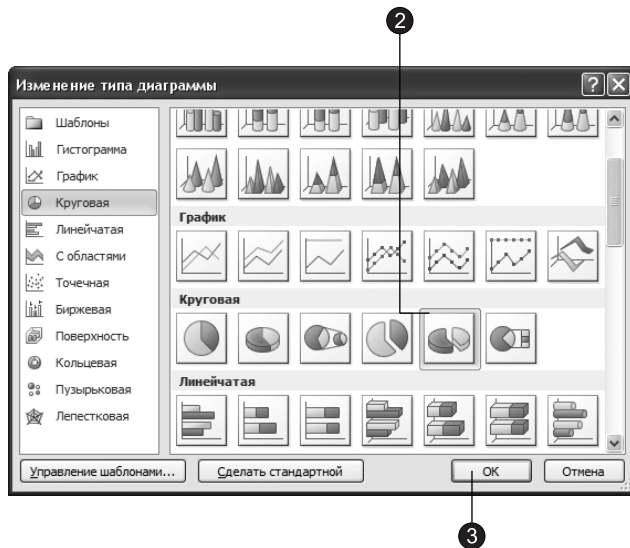 2
Изменение типа диаграммы
Шаблоны
Гистограмма
График
Круговая
Линейчатая
С областями
Точечная
Биржевая
Поверхность
Кольцевая
Пузырьковая
Лепестковая
График
Круговая
Линейчатая
Управление шаблонами...
Сделать стандартной
ОК
Отмена
3